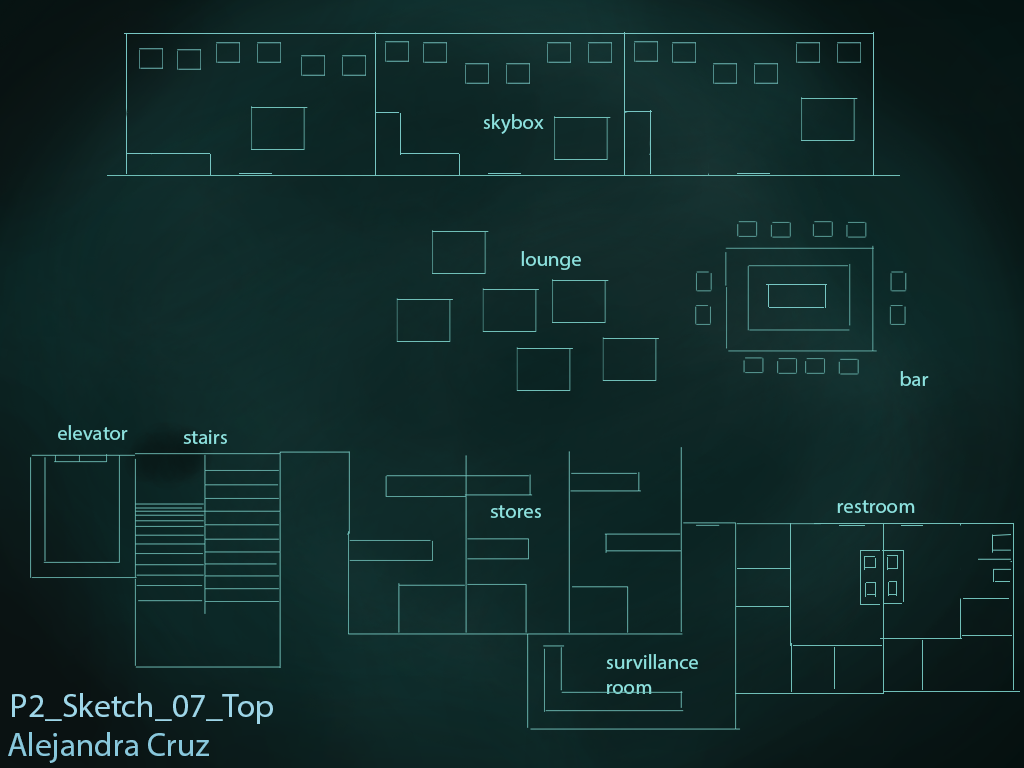 skybox
lounge
bar
elevator
stairs
stores
restroom
survillance
room
P2_Sketch_07_Top
Alejandra Cruz